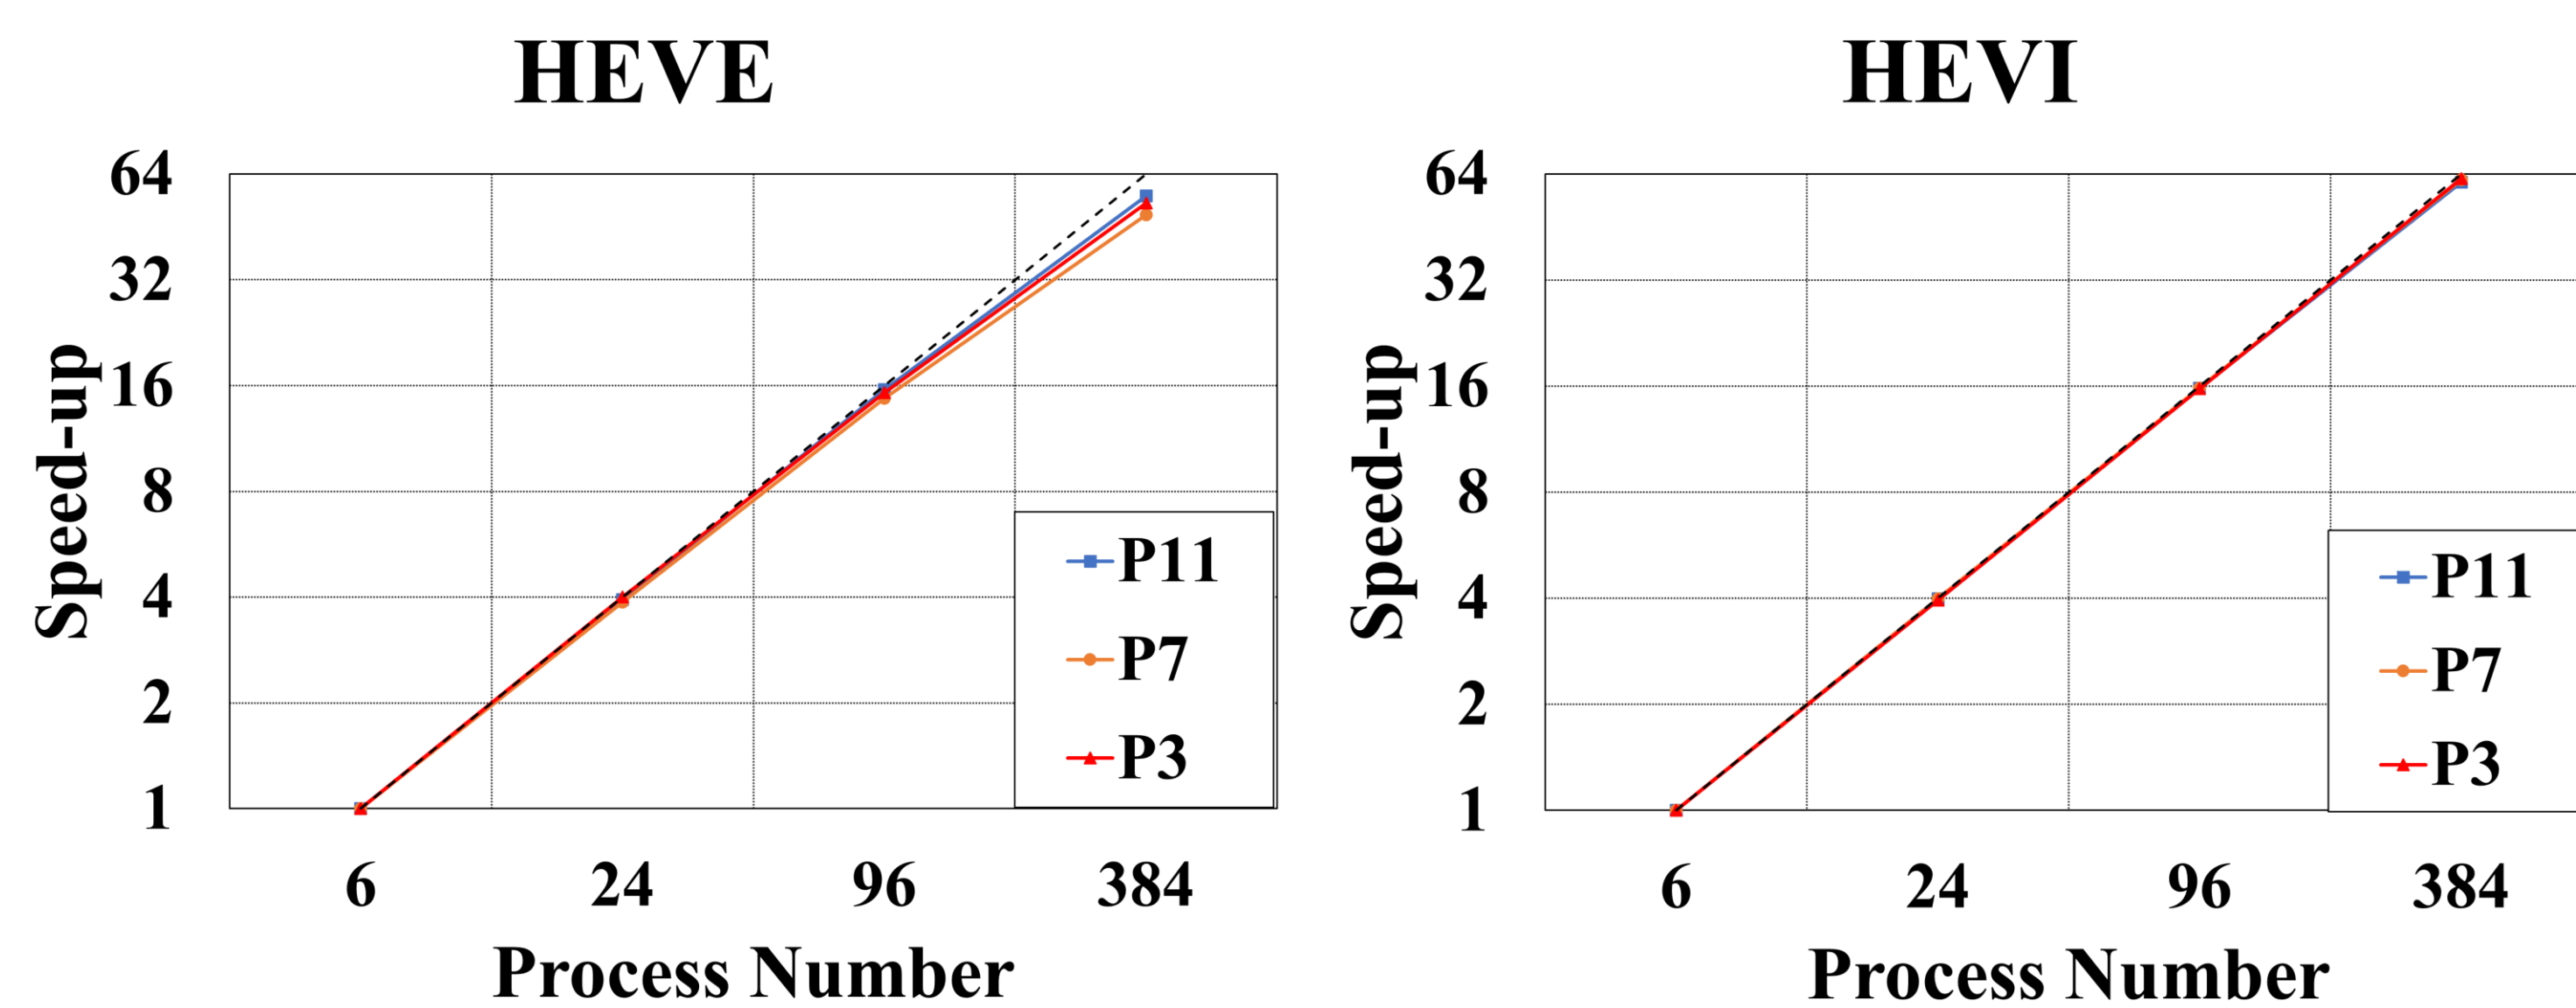 HEVE
64
32
16
8
4
2
1
Speed-up
P11
P7
P3
6 24 96 384
Process Number
HEVI
64
32
16
8
4
2
1
Speed-up
P11
P7
P3
6 24 96 384
Process Number